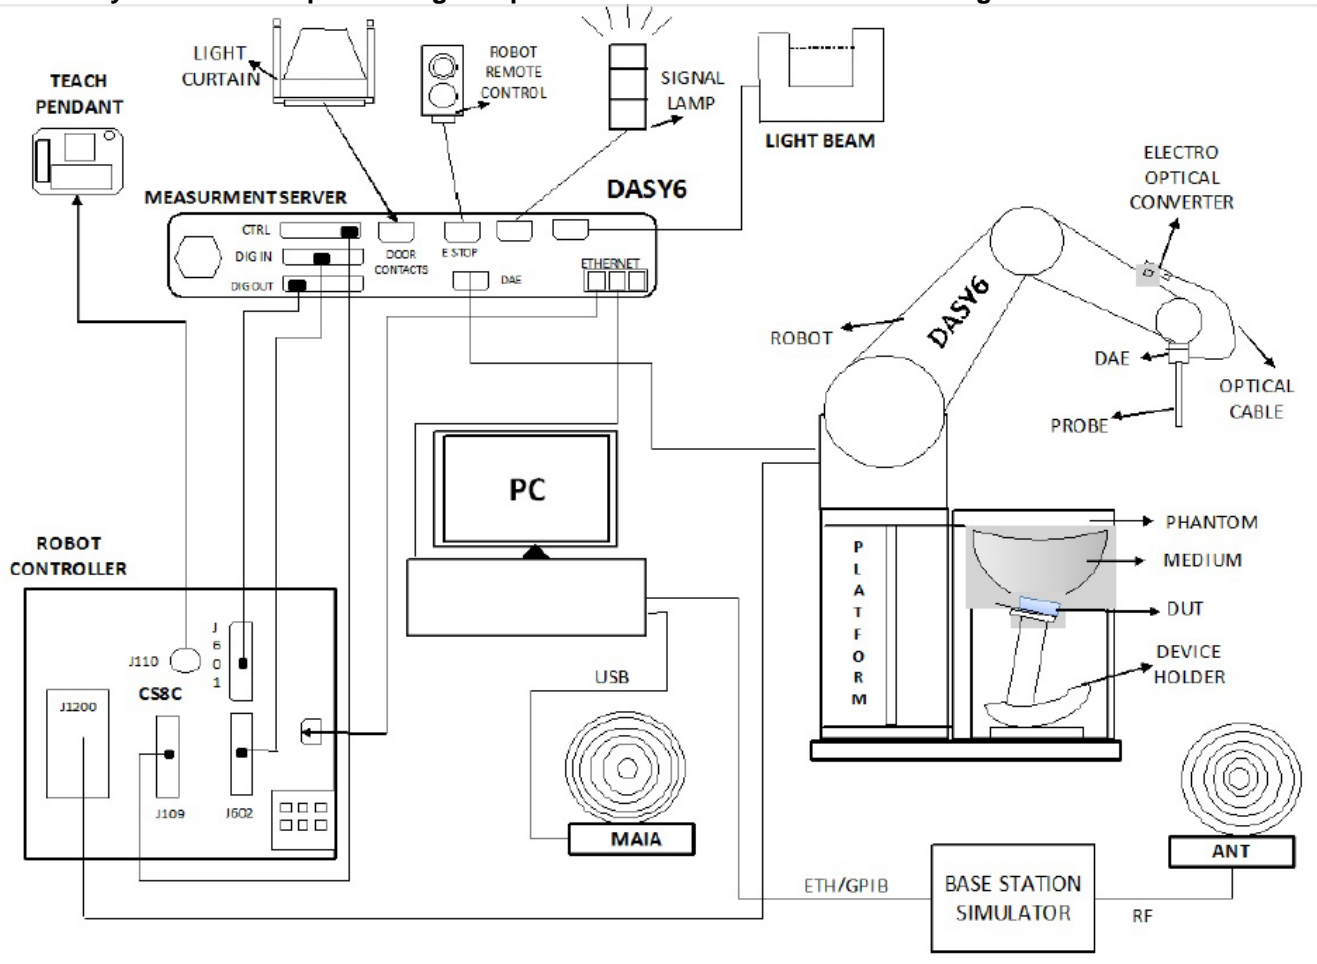 LIGHT
CURTAIN
ROBOT
REMOTE
CONTROL
SIGNAL
LAMP
TEACH
PENDANT
LIGHT BEAM
ELECTRO
OPTICAL
CONVERTER
MEASURMENT SERVER
DASY6
CTRL
DIG IN
DIG OUT
DOOR
CONTACTS
E STOP
DAE
ETHERNET
ROBOT
DASY6
DAE
OPTICAL
CABLE
PROBE
PC
PHANTOM
MEDIUM
DUT
DEVICE
HOLDER
PLATFORM
ROBOT
CONTROLLER
J110
J601
CS8C
J1200
J109
J602
USB
MAIA
ANT
ETH/GPIB
BASE STATION
SIMULATOR
RF